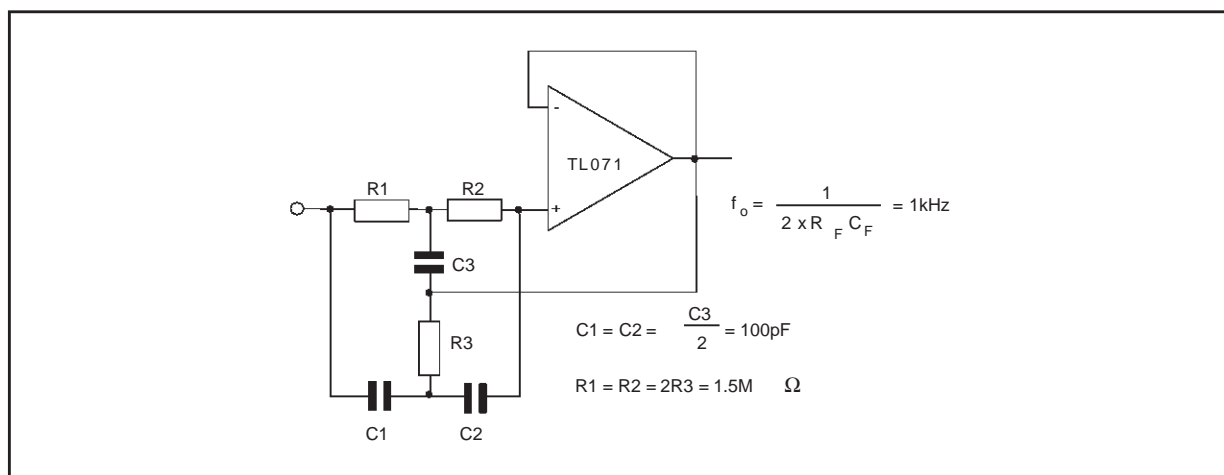 -
TL071
+
R1
R2
C3
R3
C1
C2
f o = 1 / 2 x R F C F = 1kHz
C1 = C2 = C3 / 2 = 100pF
R1 = R2 = 2R3 = 1.5M Ω